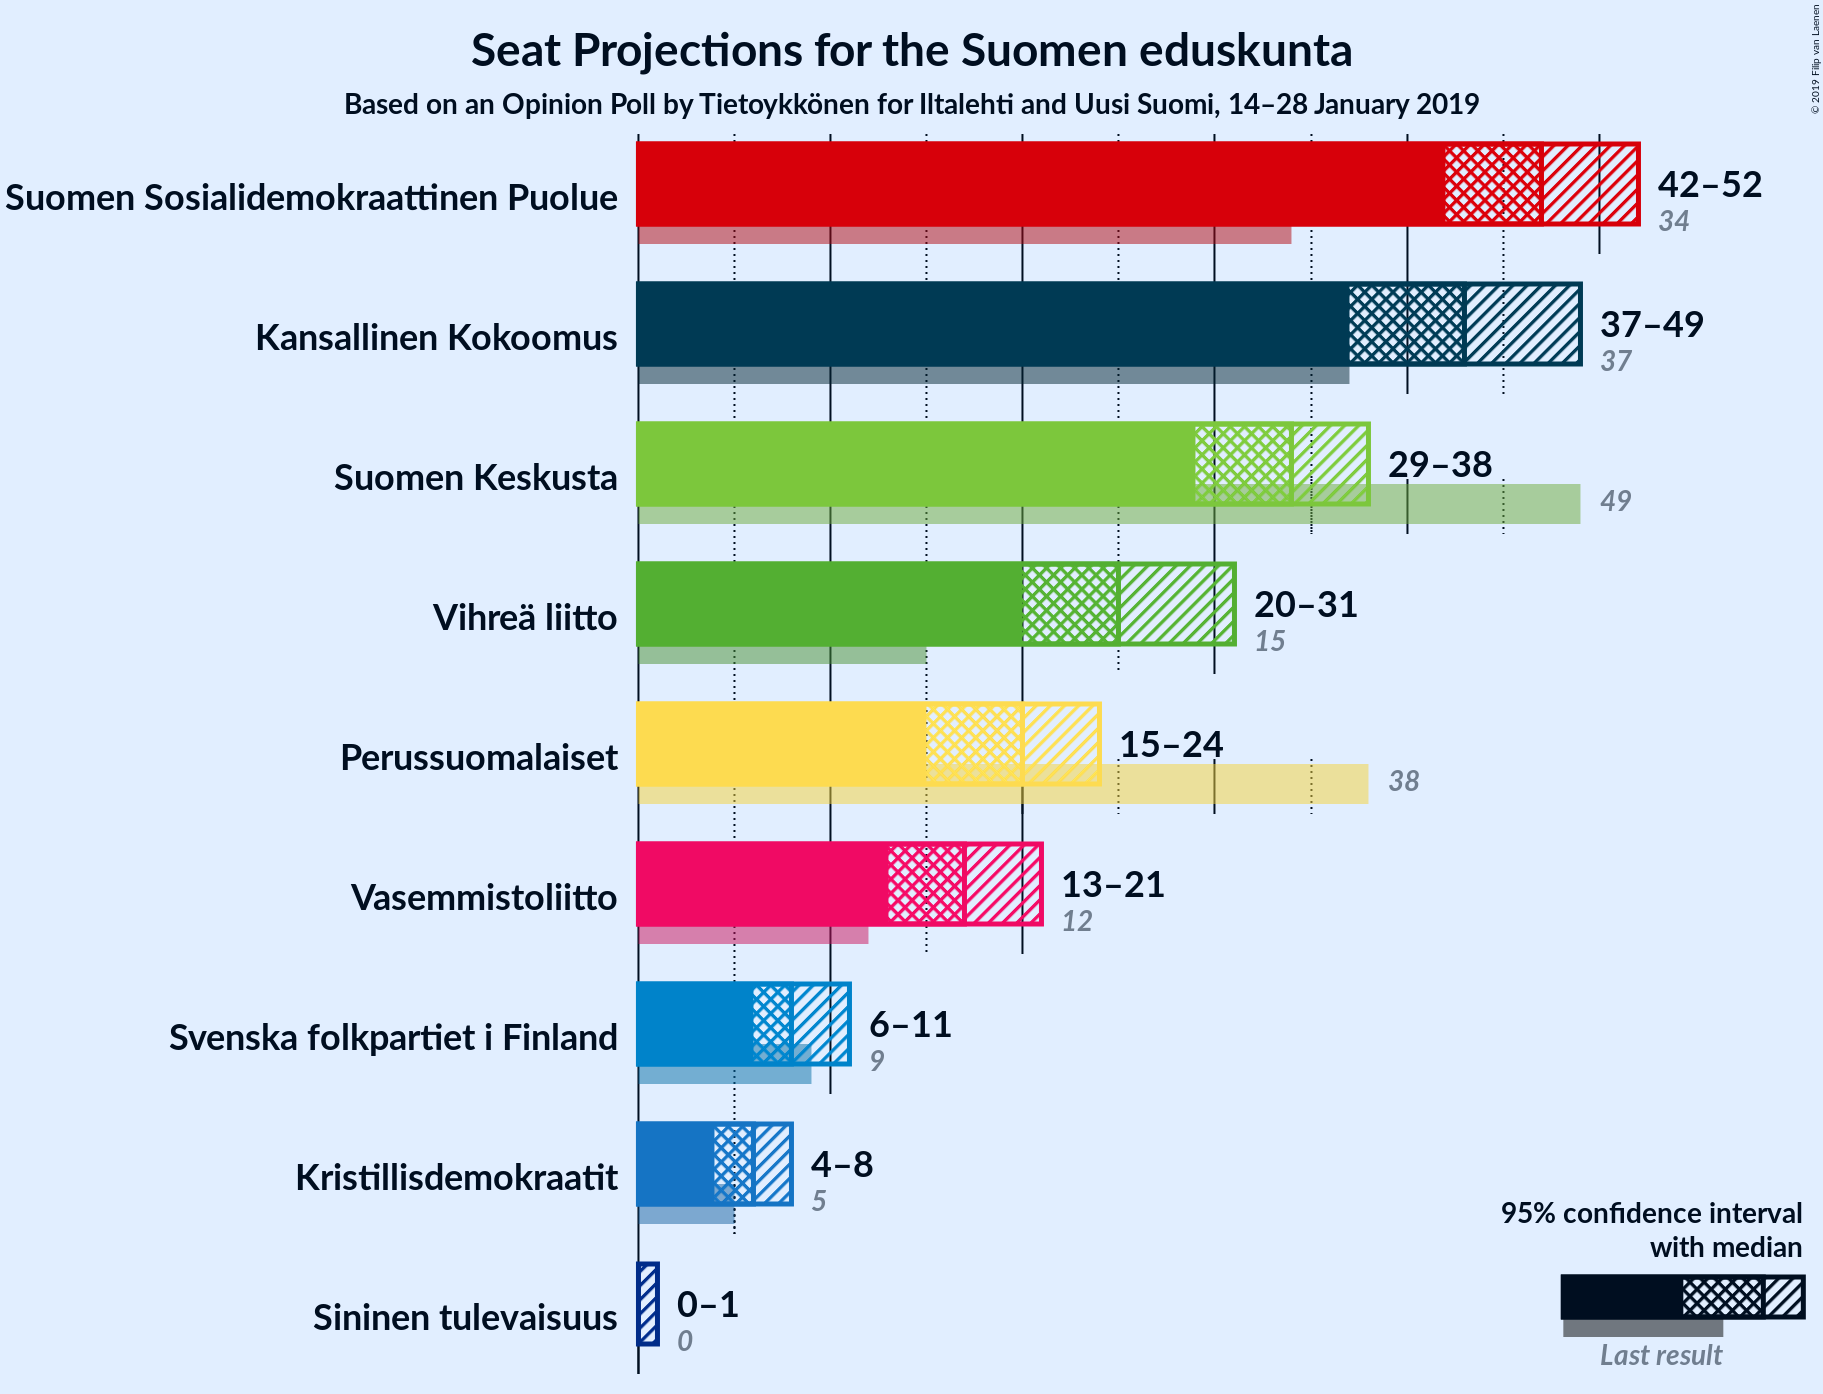 Seat Projections for the Suomen eduskunta
Based on an Opinion Poll by Tietoykkönen for Iltalehti and Uusi Suomi, 14–28 January 2019
© 2019 Filip van Laenen
Suomen Sosialidemokraattinen Puolue
42–52
34
Kansallinen Kokoomus
37–49
37
Suomen Keskusta
29–38
49
Vihreä liitto
20–31
15
Perussuomalaiset
15–24
38
Vasemmistoliitto
13–21
12
Svenska folkpartiet i Finland
6–11
9
Kristillisdemokraatit
4–8
5
Sininen tulevaisuus
0–1
0
95% confidence interval
with median
Last result